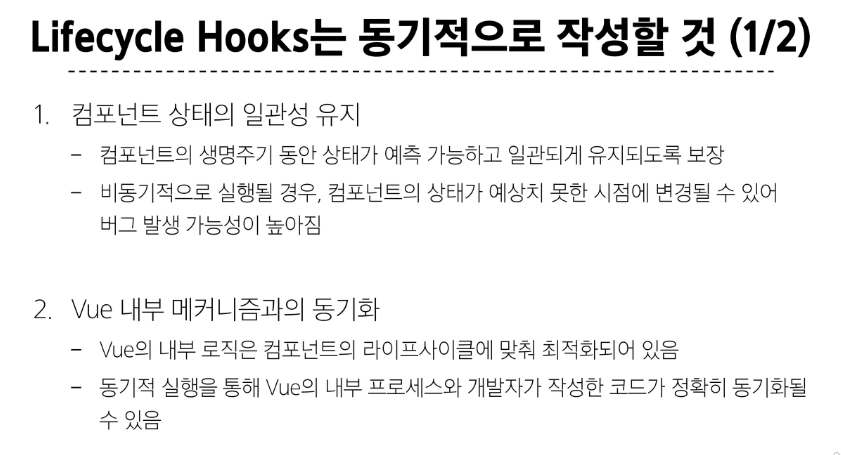 Lifecycle Hooks는 동기적으로 작성할 것 (1/2)
1. 컴포넌트 상태의 일관성 유지
– 컴포넌트의 생명주기 동안 상태가 예측 가능하고 일관되게 유지되도록 보장
– 비동기적으로 실행될 경우, 컴포넌트의 상태가 예상치 못한 시점에 변경될 수 있어
버그 발생 가능성이 높아짐
2. Vue 내부 메커니즘과의 동기화
– Vue의 내부 로직은 컴포넌트의 라이프사이클에 맞춰 최적화되어 있음
– 동기적 실행을 통해 Vue의 내부 프로세스와 개발자가 작성한 코드가 정확히 동기화될
수 있음